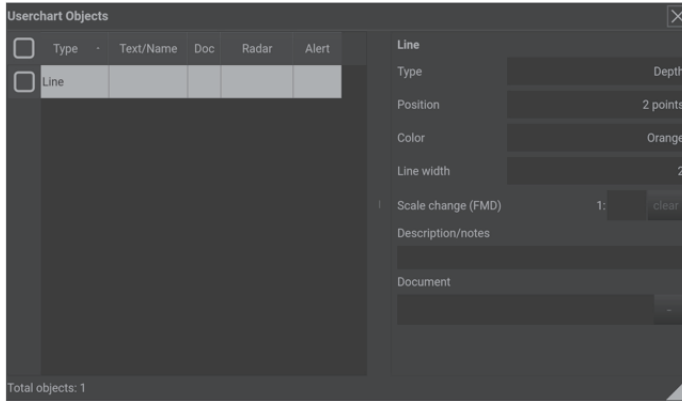 Userchart Objects
Type Text/Name Doc Radar Alert
Line
Total objects: 1
Line
Type Depth
Position 2 points
Color Orange
Line width 2
Scale change (FMD) 1: clear
Description/notes
Document
-